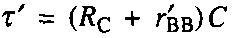 τ′ = (R_C + r′_BB)C